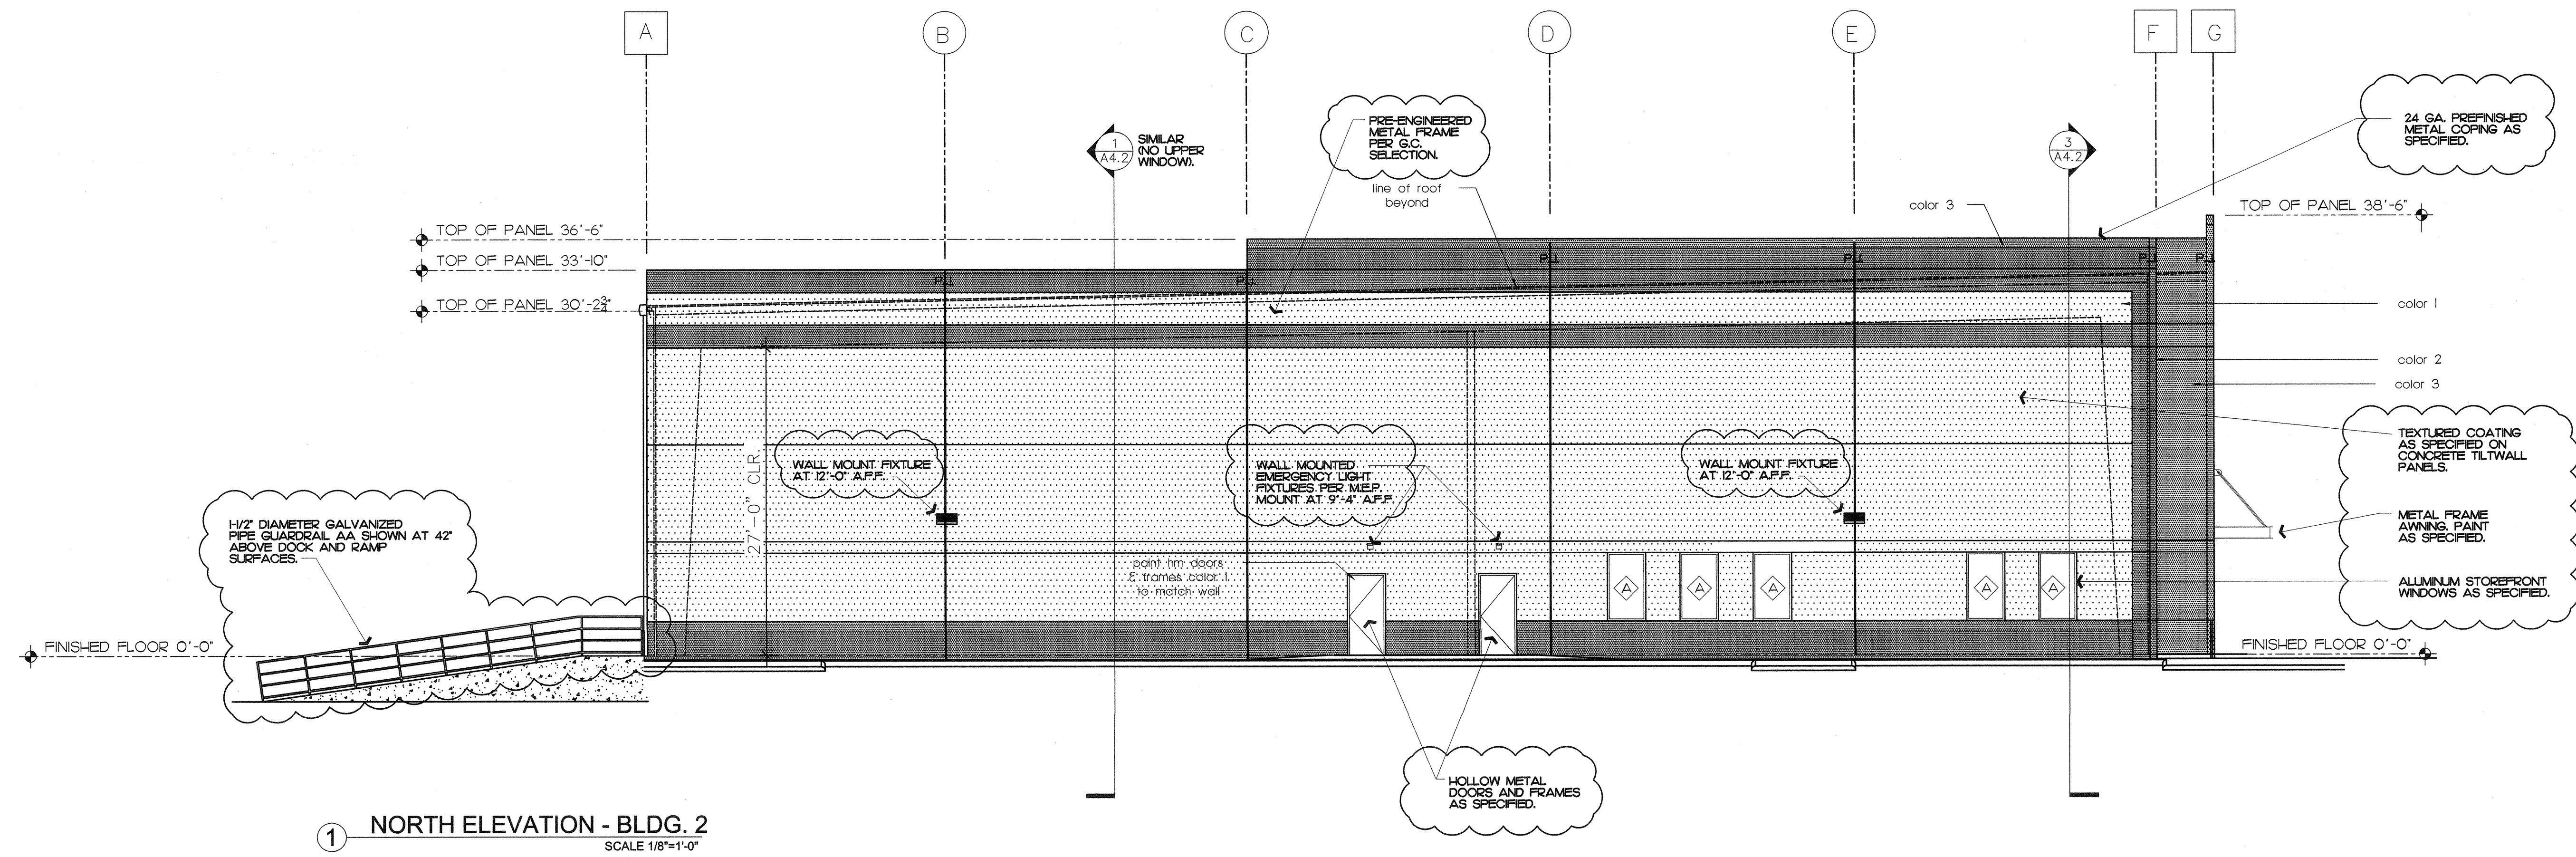 A
B
C
D
E
F
G
1
A4.2
SIMILAR
(NO UPPER
WINDOW).
PRE-ENGINEERED
METAL FRAME
PER G.C.
SELECTION.
line of roof
beyond
3
A4.2
24 GA. PREFINISHED
METAL COPING AS
SPECIFIED.
color 3
TOP OF PANEL 38'-6"
TOP OF PANEL 36'-6"
TOP OF PANEL 33'-10"
TOP OF PANEL 30'-2 3/4"
color 1
color 2
color 3
27'-0" CLR.
WALL MOUNT FIXTURE
AT 12'-0" A.F.F.
WALL MOUNTED
EMERGENCY LIGHT
FIXTURES PER M.E.P.
MOUNT AT 9'-4" A.F.F.
WALL MOUNT FIXTURE
AT 12'-0" A.F.F.
TEXTURED COATING
AS SPECIFIED ON
CONCRETE TILTWALL
PANELS.
METAL FRAME
AWNING. PAINT
AS SPECIFIED.
ALUMINUM STOREFRONT
WINDOWS AS SPECIFIED.
1-1/2" DIAMETER GALVANIZED
PIPE GUARDRAIL AA SHOWN AT 42"
ABOVE DOCK AND RAMP
SURFACES.
paint hm doors
& frames color 1
to match wall
A
A
A
A
A
FINISHED FLOOR 0'-0"
FINISHED FLOOR 0'-0"
HOLLOW METAL
DOORS AND FRAMES
AS SPECIFIED.
1
NORTH ELEVATION - BLDG. 2
SCALE 1/8"=1'-0"